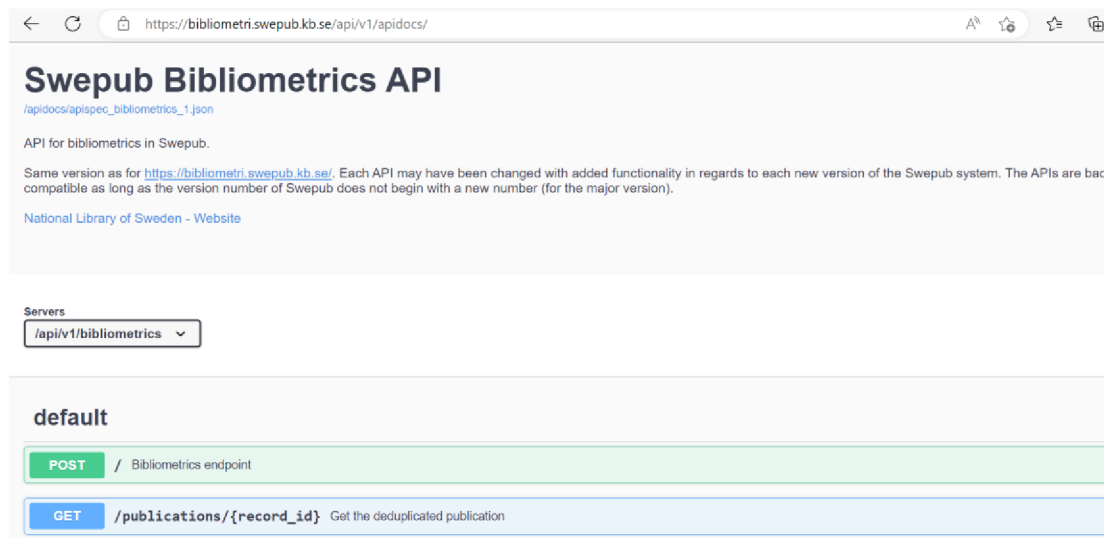 https://bibliometri.swepub.kb.se/api/v1/apidocs/
Swepub Bibliometrics API
/apidocs/apispec_bibliometrics_1.json
API for bibliometrics in Swepub.
Same version as for https://bibliometri.swepub.kb.se/. Each API may have been changed with added functionality in regards to each new version of the Swepub system. The APIs are bac
compatible as long as the version number of Swepub does not begin with a new number (for the major version).
National Library of Sweden - Website
Servers
/api/v1/bibliometrics
default
POST / Bibliometrics endpoint
GET /publications/{record_id} Get the deduplicated publication